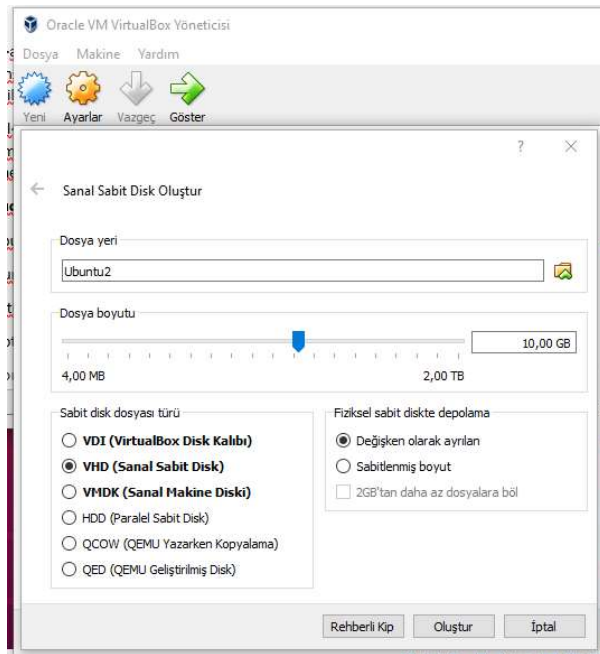 Oracle VM VirtualBox Yöneticisi
Dosya Makine Yardım
Yeni Ayarlar Vazgeç Göster
? ×
← Sanal Sabit Disk Oluştur
Dosya yeri
Ubuntu2
Dosya boyutu
10,00 GB
4,00 MB 2,00 TB
Sabit disk dosyası türü
VDI (VirtualBox Disk Kalıbı)
VHD (Sanal Sabit Disk)
VMDK (Sanal Makine Diski)
HDD (Paralel Sabit Disk)
QCOW (QEMU Yazarken Kopyalama)
QED (QEMU Geliştirilmiş Disk)
Fiziksel sabit diskte depolama
Değişken olarak ayrılan
Sabitlenmiş boyut
2GB'tan daha az dosyalara böl
Rehberli Kip Oluştur İptal